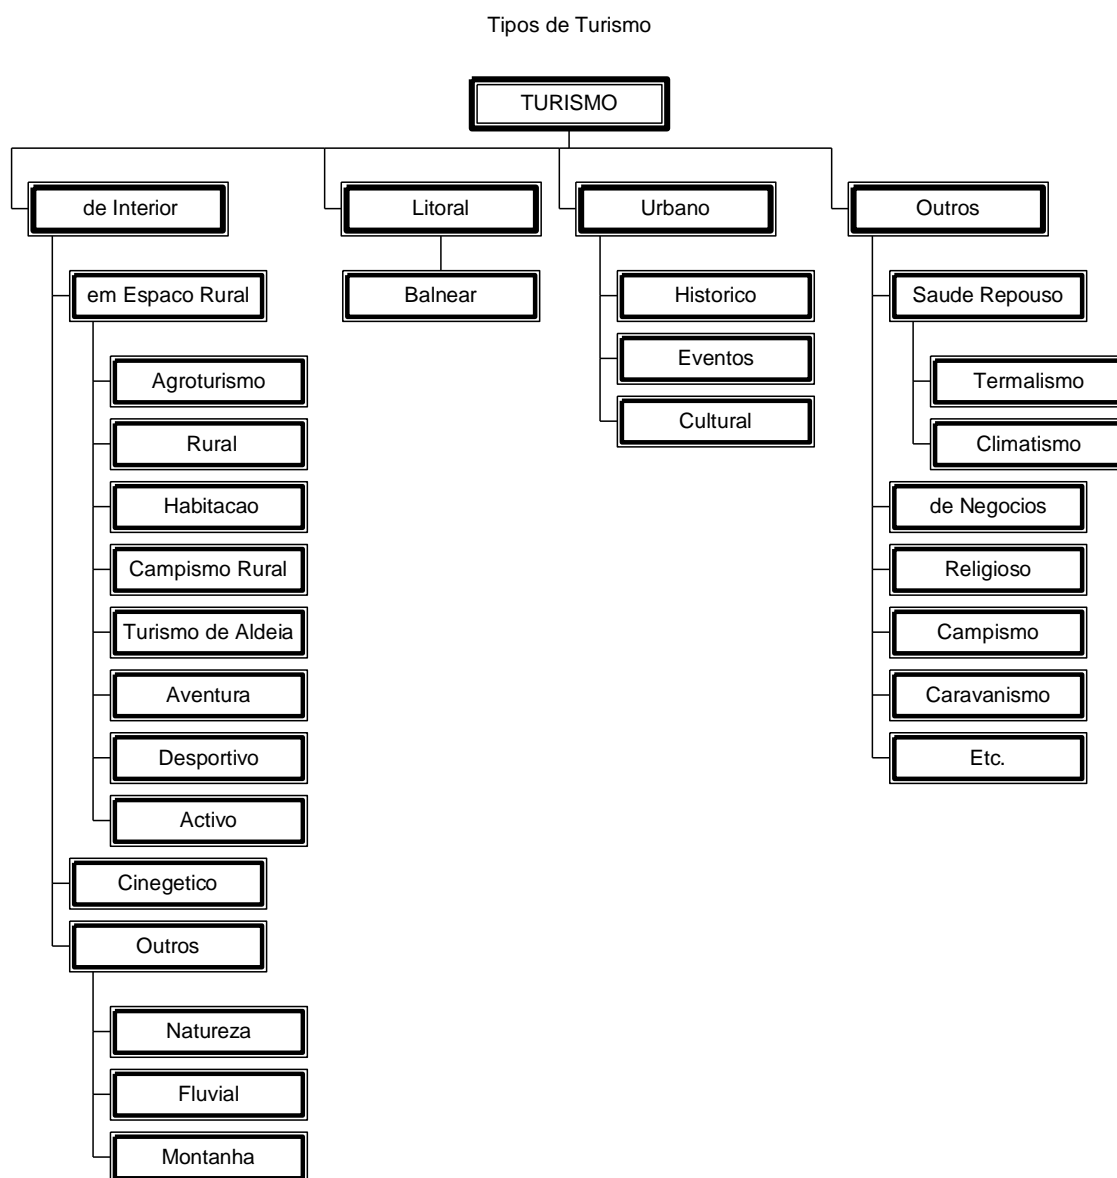 Tipos de Turismo
TURISMO
de Interior
em Espaco Rural
Agroturismo
Rural
Habitacao
Campismo Rural
Turismo de Aldeia
Aventura
Desportivo
Activo
Cinegetico
Outros
Natureza
Fluvial
Montanha
Litoral
Balnear
Urbano
Historico
Eventos
Cultural
Outros
Saude Repouso
Termalismo
Climatismo
de Negocios
Religioso
Campismo
Caravanismo
Etc.